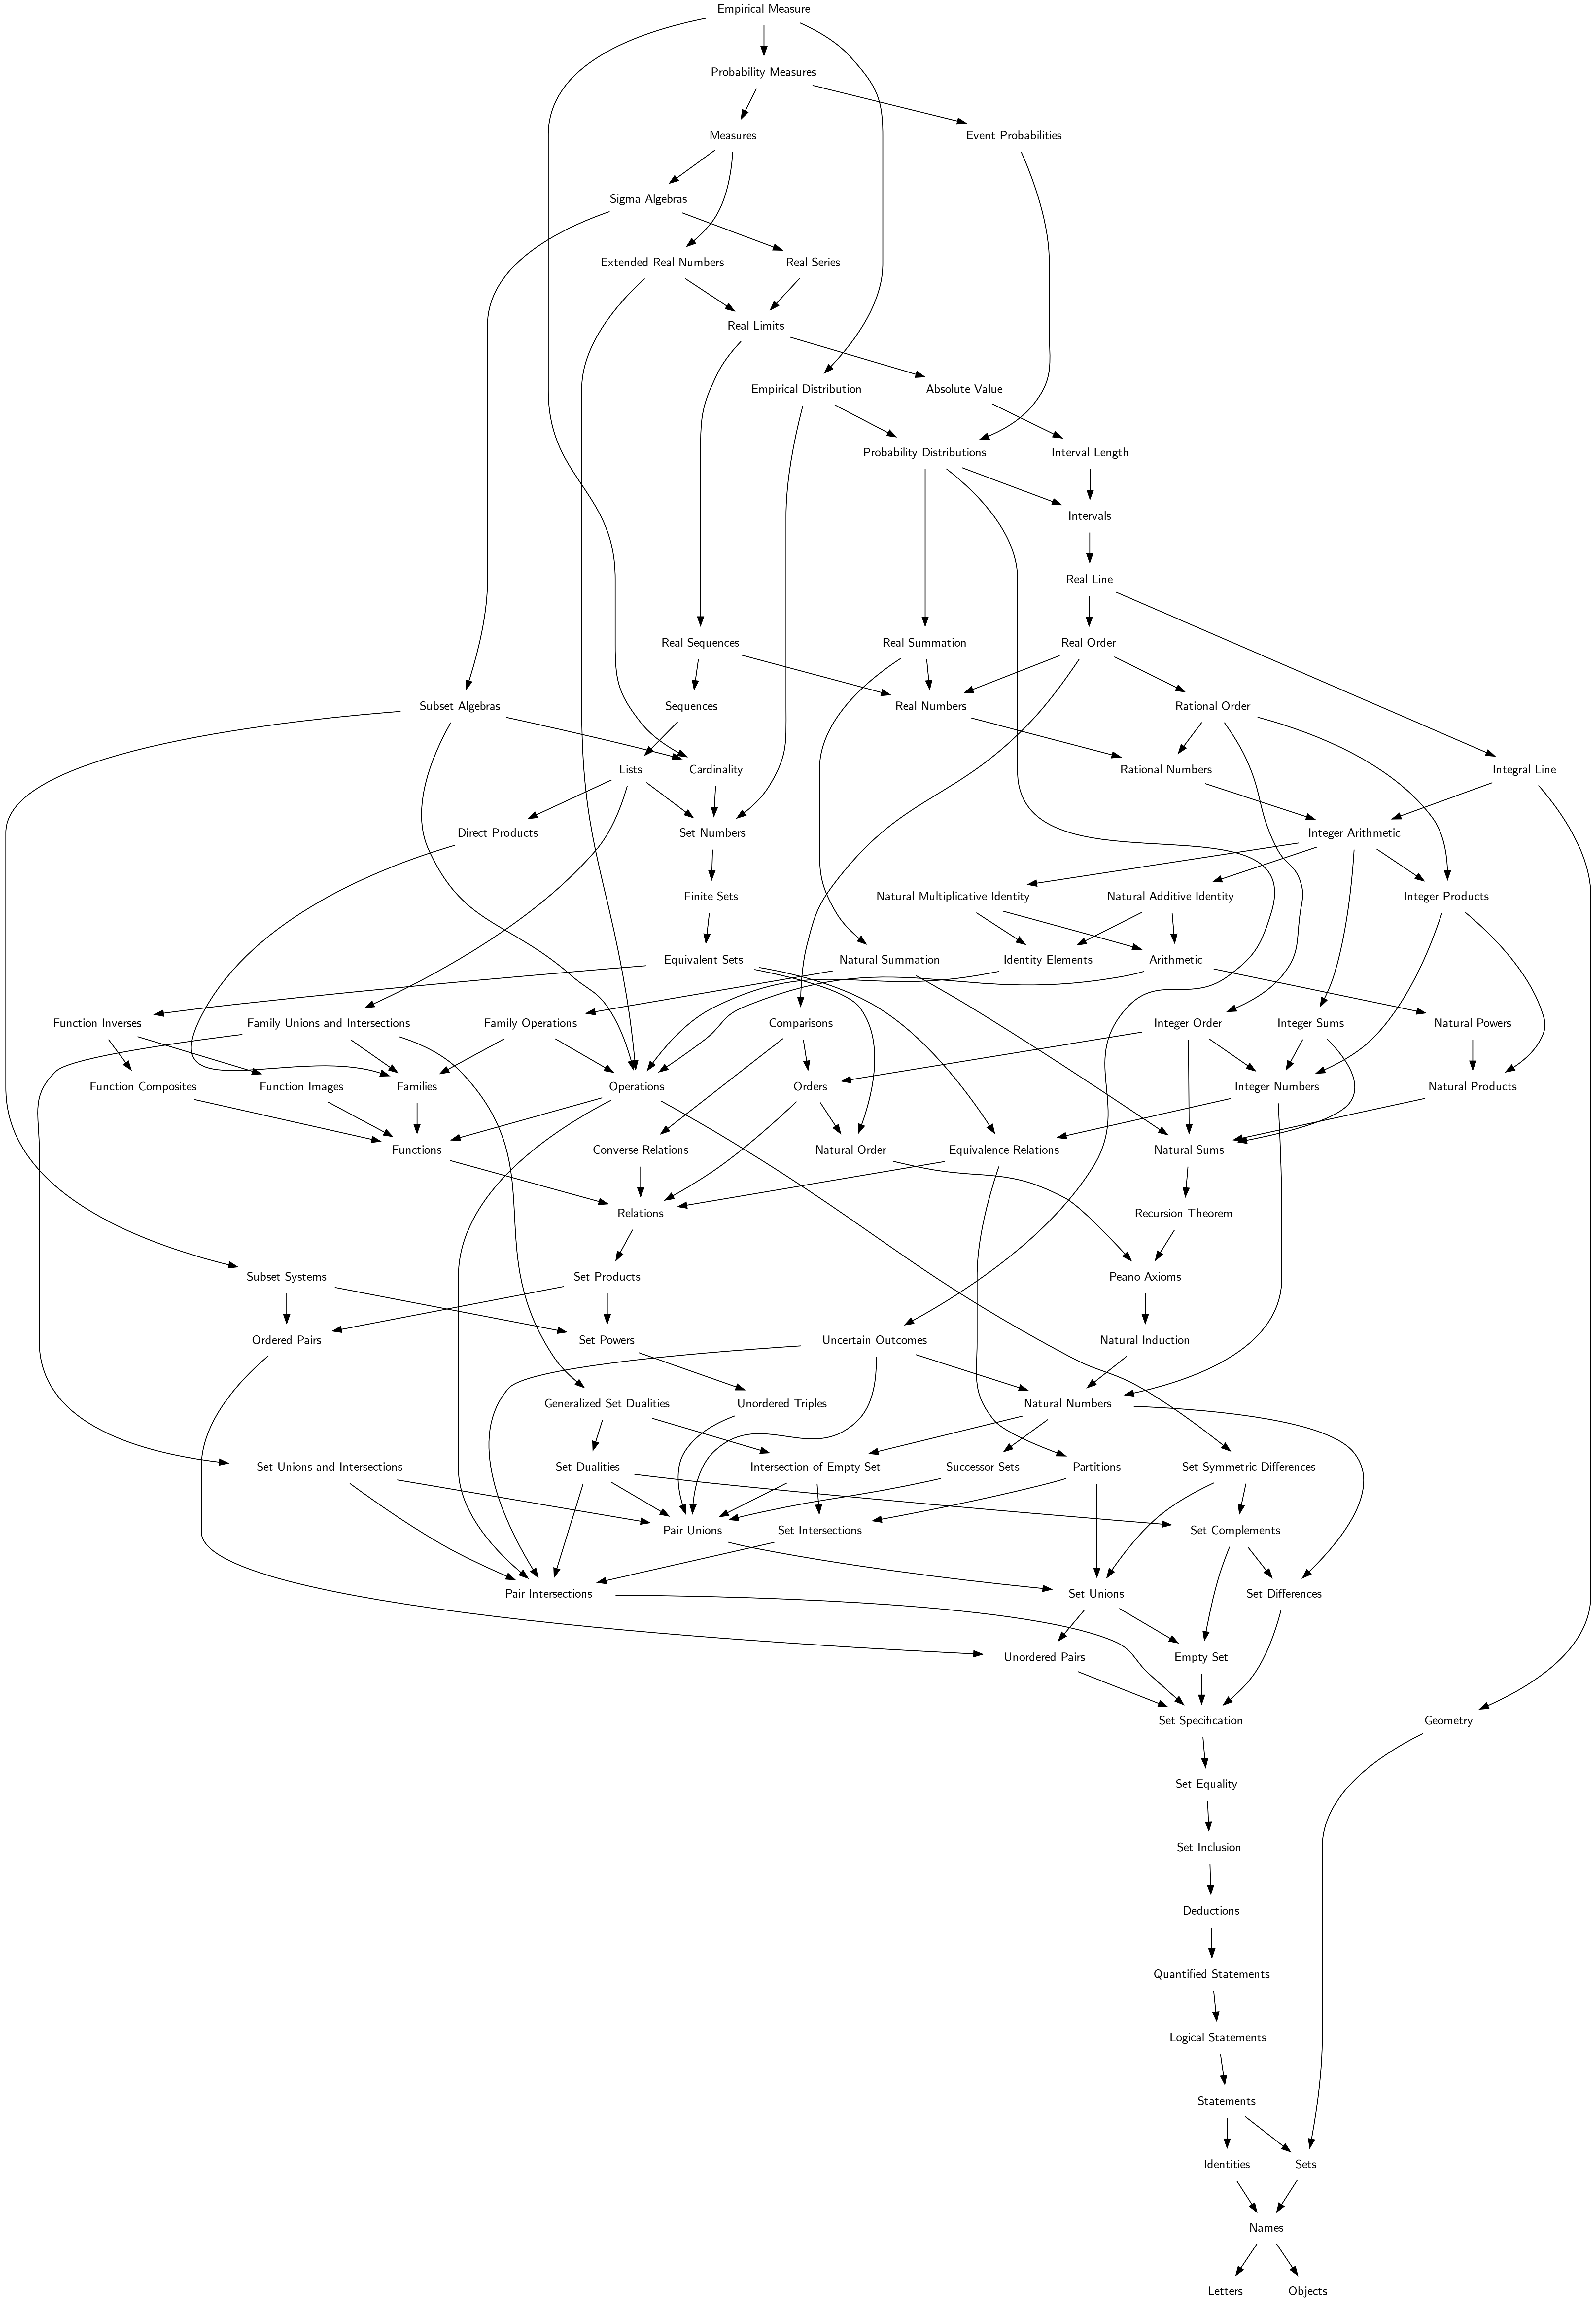 Empirical Measure
Probability Measures
Measures
Event Probabilities
Sigma Algebras
Extended Real Numbers
Real Series
Real Limits
Empirical Distribution
Absolute Value
Probability Distributions
Interval Length
Intervals
Real Line
Real Sequences
Real Summation
Real Order
Subset Algebras
Sequences
Real Numbers
Rational Order
Lists
Cardinality
Rational Numbers
Integral Line
Direct Products
Set Numbers
Integer Arithmetic
Finite Sets
Natural Multiplicative Identity
Natural Additive Identity
Integer Products
Equivalent Sets
Natural Summation
Identity Elements
Arithmetic
Function Inverses
Family Unions and Intersections
Family Operations
Comparisons
Integer Order
Integer Sums
Natural Powers
Function Composites
Function Images
Families
Operations
Orders
Integer Numbers
Natural Products
Functions
Converse Relations
Natural Order
Equivalence Relations
Natural Sums
Relations
Recursion Theorem
Subset Systems
Set Products
Peano Axioms
Ordered Pairs
Set Powers
Uncertain Outcomes
Natural Induction
Generalized Set Dualities
Unordered Triples
Natural Numbers
Set Unions and Intersections
Set Dualities
Intersection of Empty Set
Successor Sets
Partitions
Set Symmetric Differences
Pair Unions
Set Intersections
Set Complements
Pair Intersections
Set Unions
Set Differences
Unordered Pairs
Empty Set
Set Specification
Geometry
Set Equality
Set Inclusion
Deductions
Quantified Statements
Logical Statements
Statements
Identities
Sets
Names
Letters
Objects